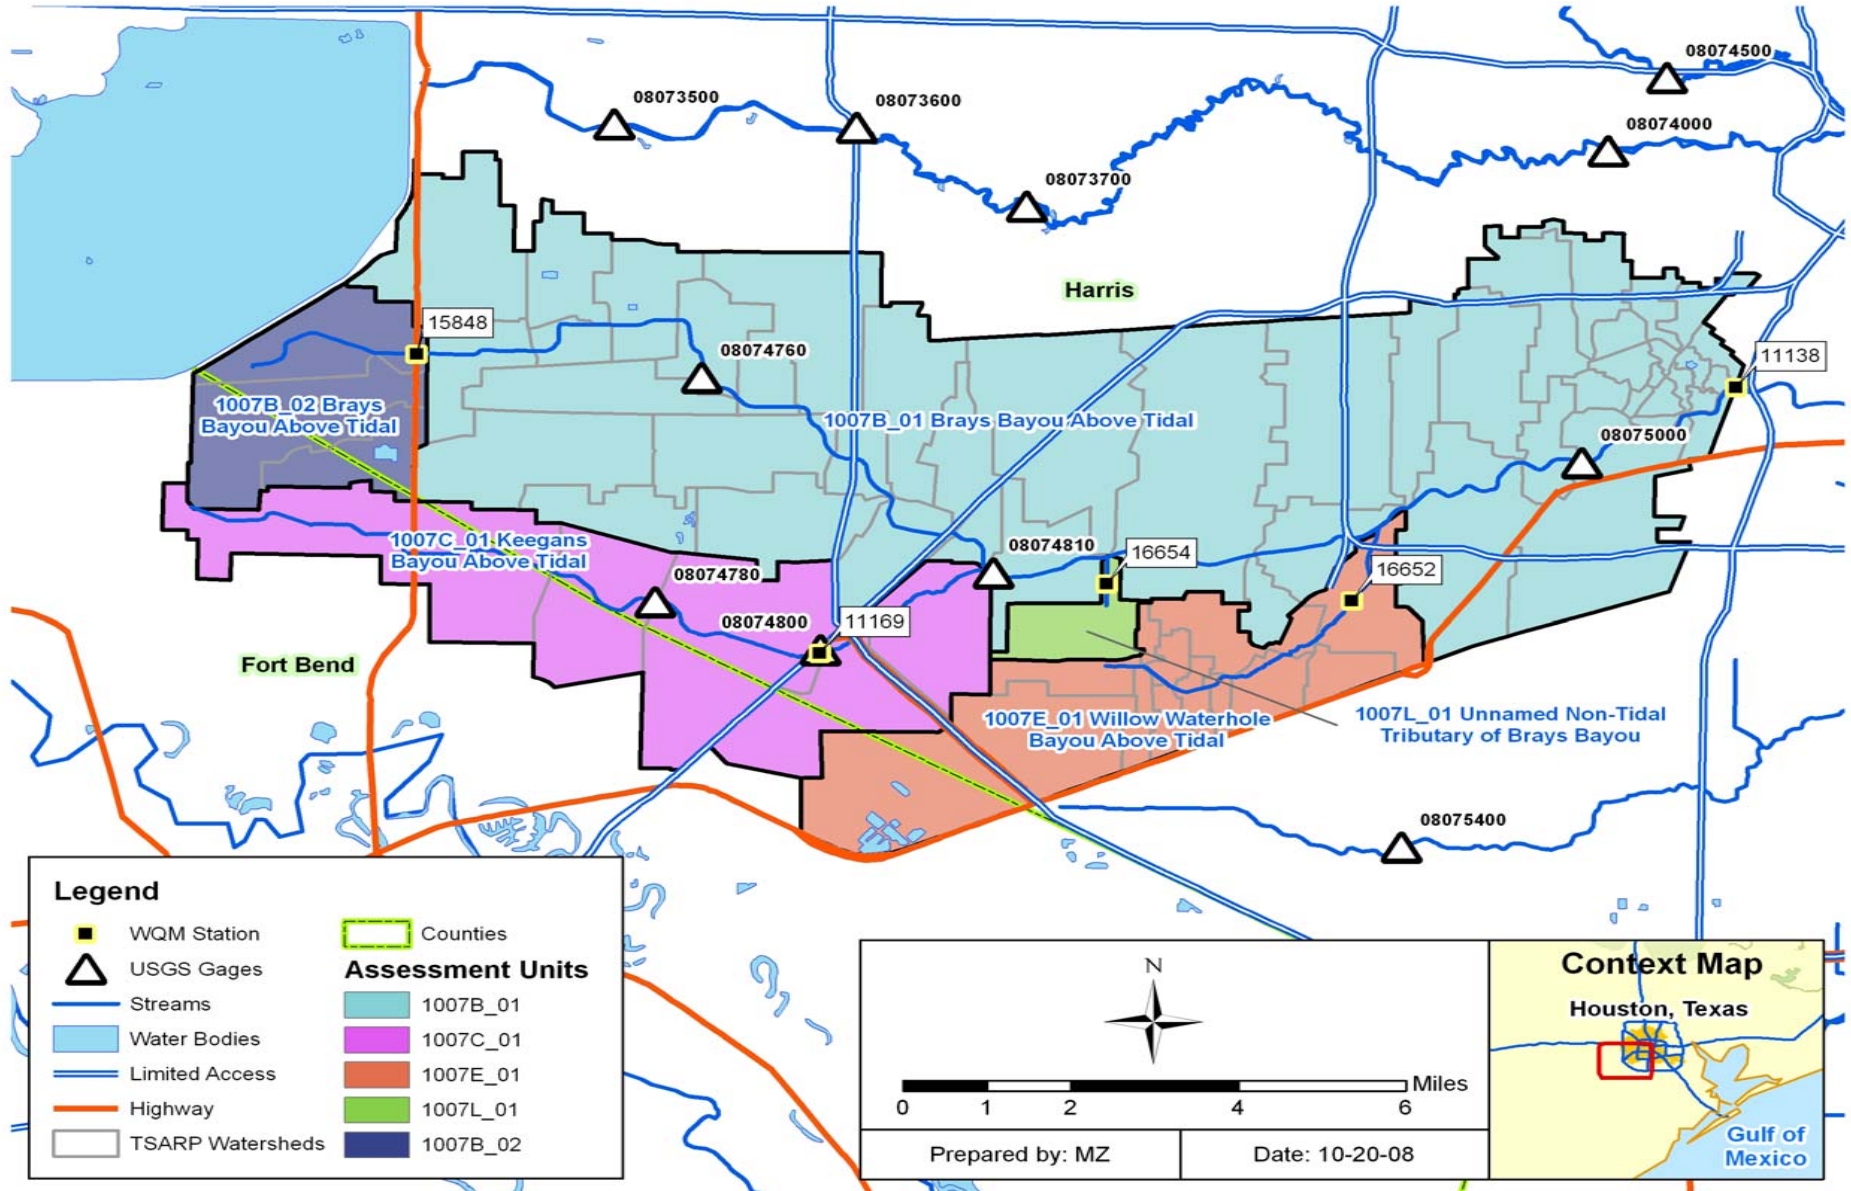 08074500
08073500
08073600
08074000
08073700
Harris
15848
08074760
11138
1007B_02 Brays
Bayou Above Tidal
1007B_01 Brays Bayou Above Tidal
08075000
1007C_01 Keegans
Bayou Above Tidal
08074810
16654
08074780
16652
08074800
11169
Fort Bend
1007E_01 Willow Waterhole
Bayou Above Tidal
1007L_01 Unnamed Non-Tidal
Tributary of Brays Bayou
08075400
Legend
WQM Station
USGS Gages
Streams
Water Bodies
Limited Access
Highway
TSARP Watersheds
Counties
Assessment Units
1007B_01
1007C_01
1007E_01
1007L_01
1007B_02
N
Miles
0 1 2 4 6
Prepared by: MZ
Date: 10-20-08
Context Map
Houston, Texas
Gulf of
Mexico